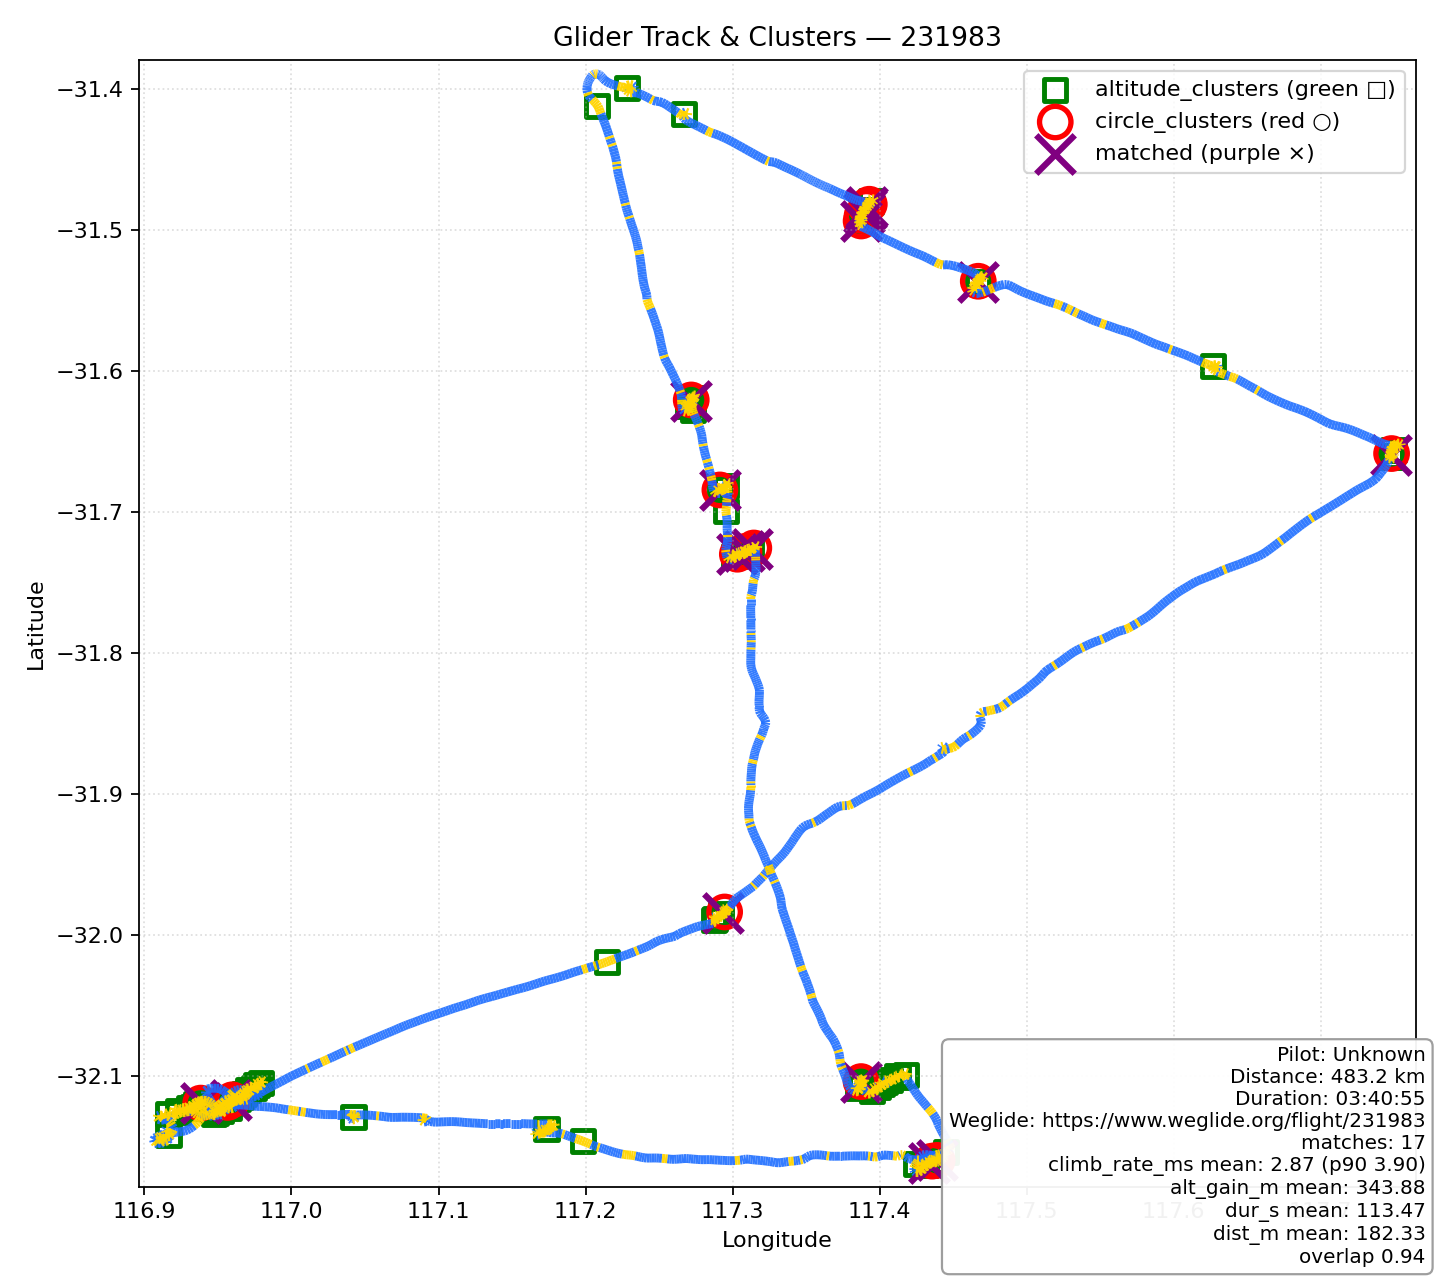 Glider Track & Clusters — 231983
altitude_clusters (green □)
circle_clusters (red ○)
matched (purple ×)
−31.4
−31.5
−31.6
−31.7
−31.8
−31.9
−32.0
−32.1
Latitude
116.9 117.0 117.1 117.2 117.3 117.4 117.5 117.6
Longitude
Pilot: Unknown
Distance: 483.2 km
Duration: 03:40:55
Weglide: https://www.weglide.org/flight/231983
matches: 17
climb_rate_ms mean: 2.87 (p90 3.90)
alt_gain_m mean: 343.88
dur_s mean: 113.47
dist_m mean: 182.33
overlap 0.94